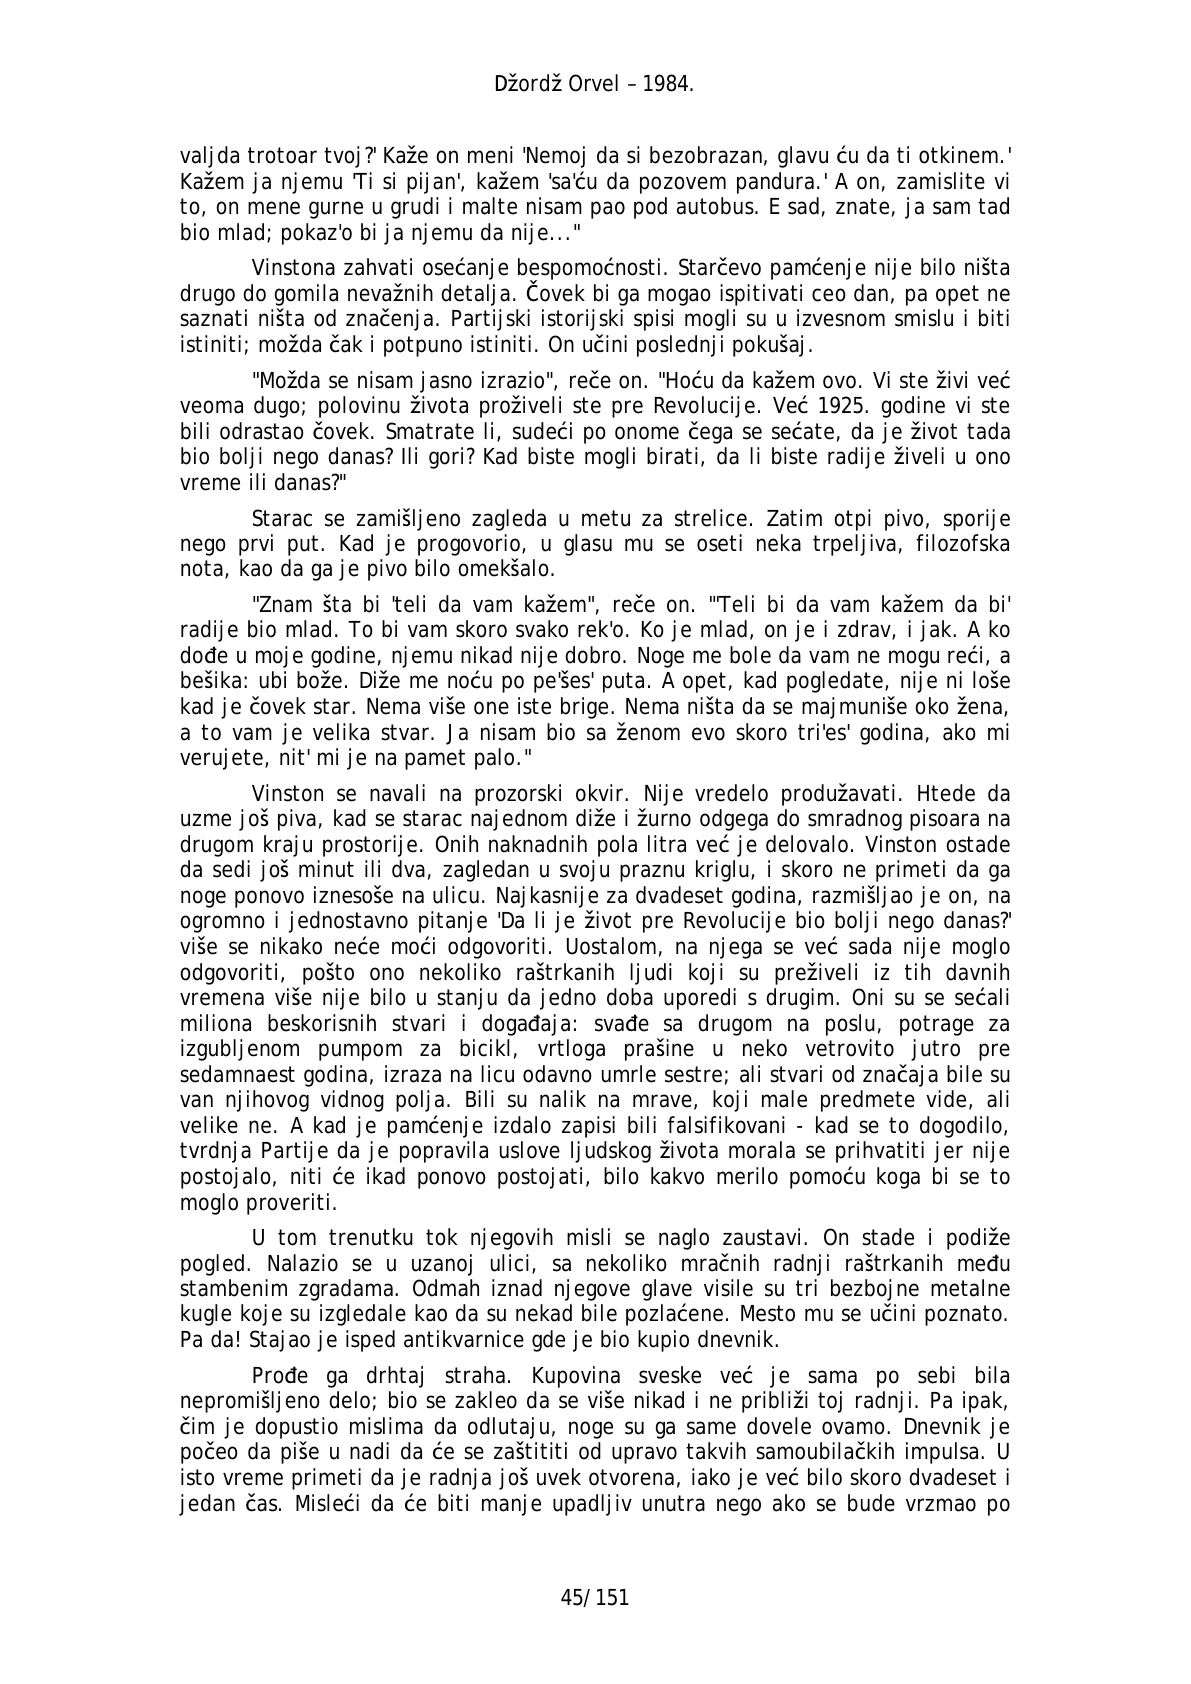 Džordž Orvel – 1984.
valjda trotoar tvoj?' Kaže on meni 'Nemoj da si bezobrazan, glavu ću da ti otkinem.'
Kažem ja njemu 'Ti si pijan', kažem 'sa'ću da pozovem pandura.' A on, zamislite vi
to, on mene gurne u grudi i malte nisam pao pod autobus. E sad, znate, ja sam tad
bio mlad; pokaz'o bi ja njemu da nije..."
Vinstona zahvati osećanje bespomoćnosti. Starčevo pamćenje nije bilo ništa
drugo do gomila nevažnih detalja. Čovek bi ga mogao ispitivati ceo dan, pa opet ne
saznati ništa od značenja. Partijski istorijski spisi mogli su u izvesnom smislu i biti
istiniti; možda čak i potpuno istiniti. On učini poslednji pokušaj.
"Možda se nisam jasno izrazio", reče on. "Hoću da kažem ovo. Vi ste živi već
veoma dugo; polovinu života proživeli ste pre Revolucije. Već 1925. godine vi ste
bili odrastao čovek. Smatrate li, sudeći po onome čega se sećate, da je život tada
bio bolji nego danas? Ili gori? Kad biste mogli birati, da li biste radije živeli u ono
vreme ili danas?"
Starac se zamišljeno zagleda u metu za strelice. Zatim otpi pivo, sporije
nego prvi put. Kad je progovorio, u glasu mu se oseti neka trpeljiva, filozofska
nota, kao da ga je pivo bilo omekšalo.
"Znam šta bi 'teli da vam kažem", reče on. "'Teli bi da vam kažem da bi'
radije bio mlad. To bi vam skoro svako rek'o. Ko je mlad, on je i zdrav, i jak. A ko
dođe u moje godine, njemu nikad nije dobro. Noge me bole da vam ne mogu reći, a
bešika: ubi bože. Diže me noću po pe'šes' puta. A opet, kad pogledate, nije ni loše
kad je čovek star. Nema više one iste brige. Nema ništa da se majmuniše oko žena,
a to vam je velika stvar. Ja nisam bio sa ženom evo skoro tri'es' godina, ako mi
verujete, nit' mi je na pamet palo."
Vinston se navali na prozorski okvir. Nije vredelo produžavati. Htede da
uzme još piva, kad se starac najednom diže i žurno odgega do smradnog pisoara na
drugom kraju prostorije. Onih naknadnih pola litra već je delovalo. Vinston ostade
da sedi još minut ili dva, zagledan u svoju praznu kriglu, i skoro ne primeti da ga
noge ponovo iznesoše na ulicu. Najkasnije za dvadeset godina, razmišljao je on, na
ogromno i jednostavno pitanje 'Da li je život pre Revolucije bio bolji nego danas?'
više se nikako neće moći odgovoriti. Uostalom, na njega se već sada nije moglo
odgovoriti, pošto ono nekoliko raštrkanih ljudi koji su preživeli iz tih davnih
vremena više nije bilo u stanju da jedno doba uporedi s drugim. Oni su se sećali
miliona beskorisnih stvari i događaja: svađe sa drugom na poslu, potrage za
izgubljenom pumpom za bicikl, vrtloga prašine u neko vetrovito jutro pre
sedamnaest godina, izraza na licu odavno umrle sestre; ali stvari od značaja bile su
van njihovog vidnog polja. Bili su nalik na mrave, koji male predmete vide, ali
velike ne. A kad je pamćenje izdalo zapisi bili falsifikovani - kad se to dogodilo,
tvrdnja Partije da je popravila uslove ljudskog života morala se prihvatiti jer nije
postojalo, niti će ikad ponovo postojati, bilo kakvo merilo pomoću koga bi se to
moglo proveriti.
U tom trenutku tok njegovih misli se naglo zaustavi. On stade i podiže
pogled. Nalazio se u uzanoj ulici, sa nekoliko mračnih radnji raštrkanih među
stambenim zgradama. Odmah iznad njegove glave visile su tri bezbojne metalne
kugle koje su izgledale kao da su nekad bile pozlaćene. Mesto mu se učini poznato.
Pa da! Stajao je isped antikvarnice gde je bio kupio dnevnik.
Prođe ga drhtaj straha. Kupovina sveske već je sama po sebi bila
nepromišljeno delo; bio se zakleo da se više nikad i ne približi toj radnji. Pa ipak,
čim je dopustio mislima da odlutaju, noge su ga same dovele ovamo. Dnevnik je
počeo da piše u nadi da će se zaštititi od upravo takvih samoubilačkih impulsa. U
isto vreme primeti da je radnja još uvek otvorena, iako je već bilo skoro dvadeset i
jedan čas. Misleći da će biti manje upadljiv unutra nego ako se bude vrzmao po
45/151